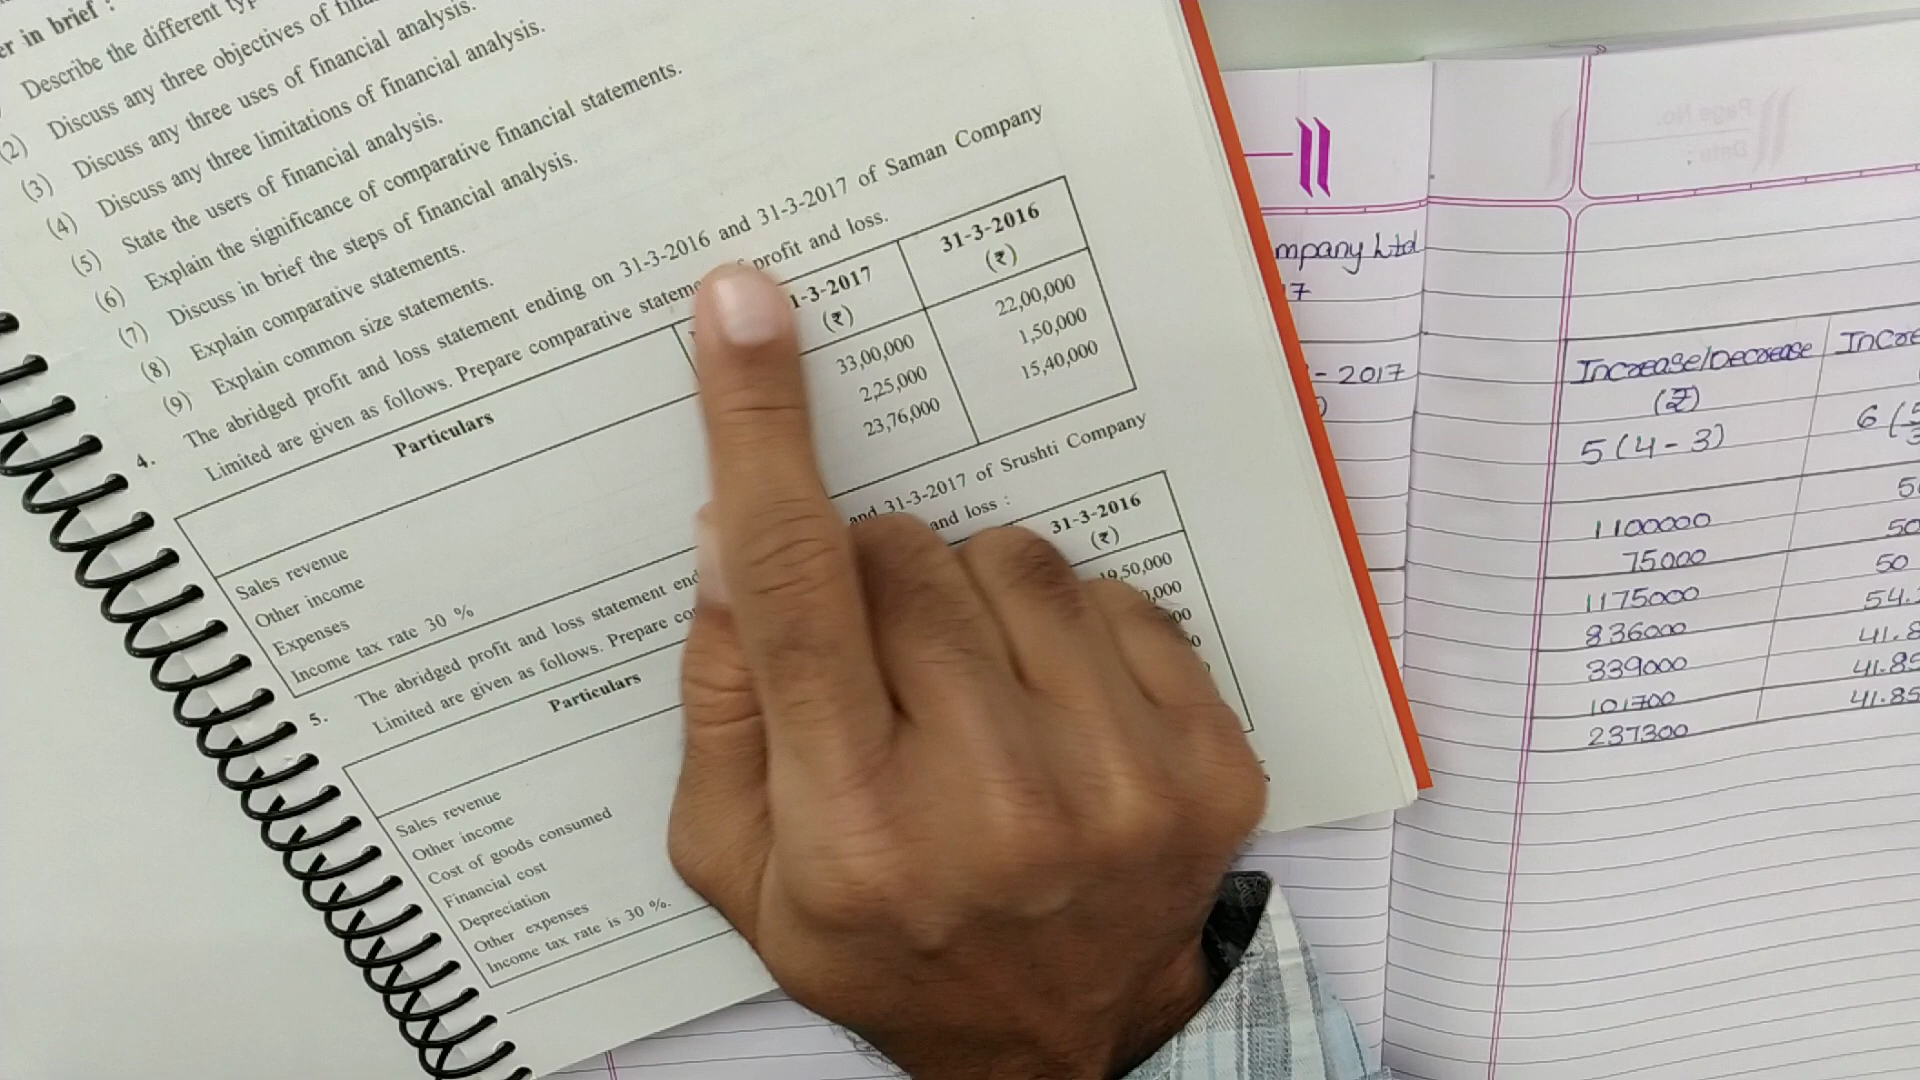 er in brief :
Describe the different
(2) Discuss any three objectives of
(3) Discuss any three uses of financial analysis.
(4) Discuss any three limitations of financial analysis.
(5) State the users of financial analysis.
(6) Explain the significance of comparative financial statements.
(7) Discuss in brief the steps of financial analysis.
(8) Explain comparative statements.
(9) Explain common size statements.
4. The abridged profit and loss statement ending on 31-3-2016 and 31-3-2017 of Saman Company
Limited are given as follows. Prepare comparative profit and loss.
Particulars 1-3-2017 (₹) 31-3-2016 (₹)
Sales revenue 33,00,000 22,00,000
Other income 2,25,000 1,50,000
Expenses 23,76,000 15,40,000
Income tax rate 30 %
5. The abridged profit and loss statement and 31-3-2017 of Srushti Company
Limited are given as follows. Prepare and loss :
Particulars 31-3-2016 (₹)
Sales revenue 19,50,000
Other income
Cost of goods consumed
Financial cost
Depreciation
Other expenses
Income tax rate is 30 %.
Page No.
Date :
mpany Ltd
17
- 2017
Increase/Decrease
(₹)
5 (4 - 3)
1100000
75000 50
1175000 50
836000 54.
339000 41.8
101700 41.85
237300 41.85